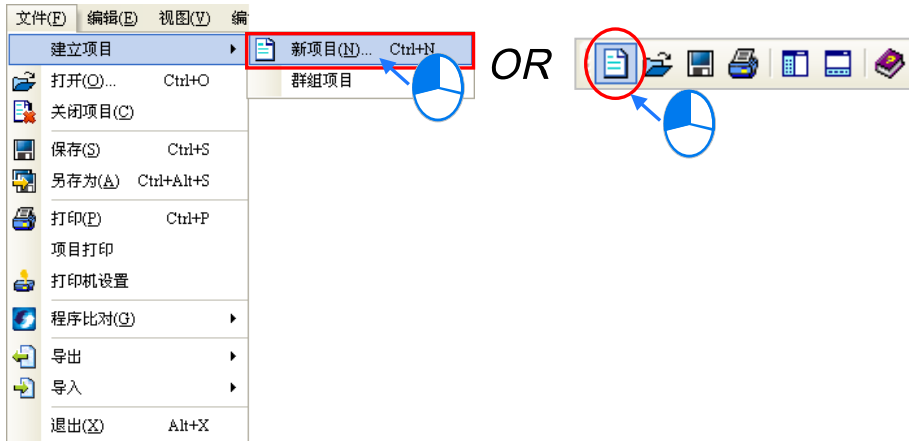 文件(F) 编辑(E) 视图(V) 编
建立项目
新项目(N)... Ctrl+N
群组项目
OR
打开(O)... Ctrl+O
关闭项目(C)
保存(S) Ctrl+S
另存为(A) Ctrl+Alt+S
打印(P) Ctrl+P
项目打印
打印机设置
程序比对(G)
导出
导入
退出(X) Alt+X